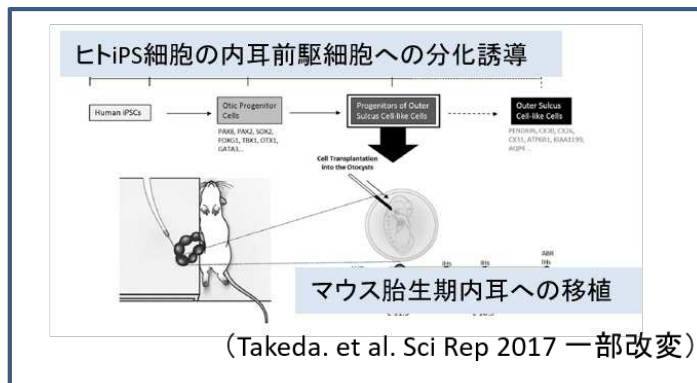 ヒトiPS細胞の内耳前駆細胞への分化誘導
Human iPSCs
Otic Progenitor
Cells
PAX8, PAX2, SOX2,
FOXG1, TBX1, OTX1,
GATA3...
Progenitors of Outer
Sulcus Cell-like Cells
Outer Sulcus
Cell-like Cells
PENDRIN, CX30, CX26,
CX31, ATP6B1, KIAA1199,
AQP4 ...
Cell Transplantation
into the Otocysts
ABR
IHs
IHs
IHs
マウス胎生期内耳への移植
（Takeda. et al. Sci Rep 2017 一部改変）